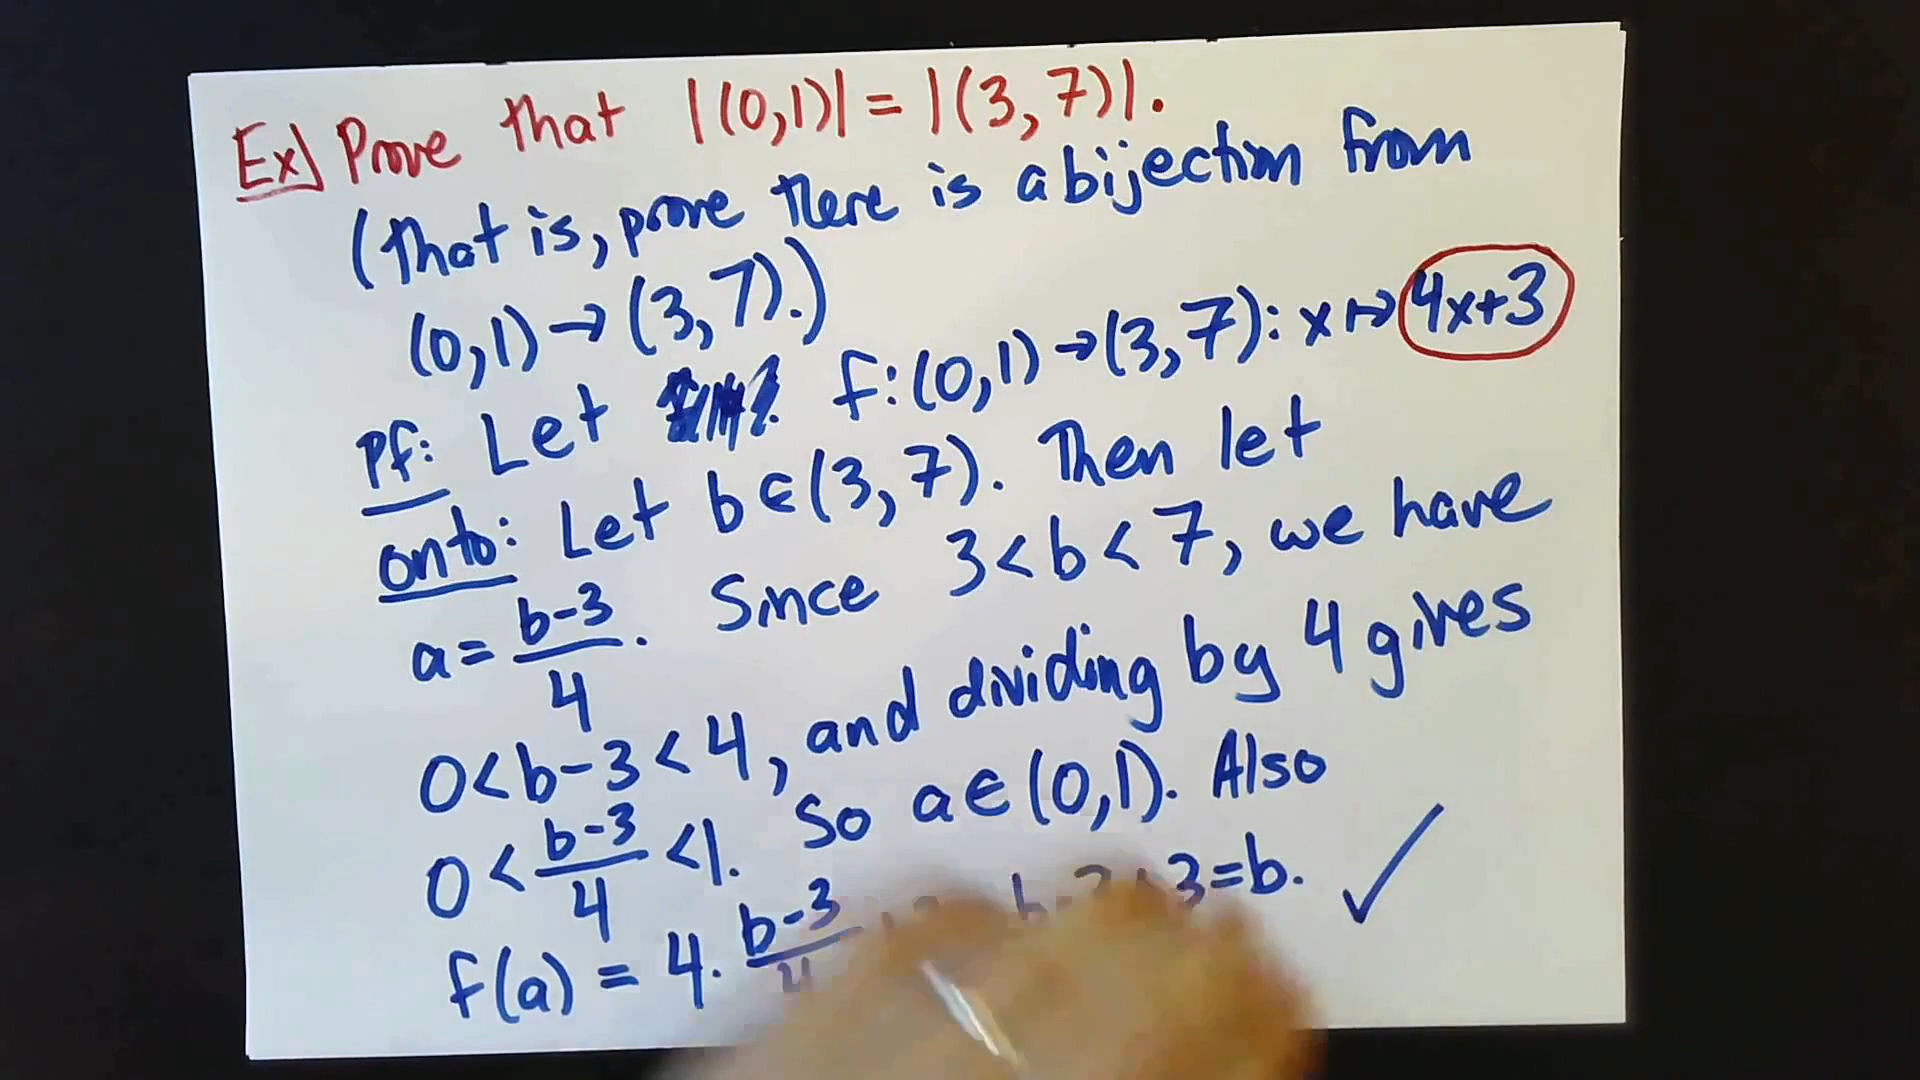 Ex] Prove that |(0,1)| = |(3,7)|.
(that is, prove there is a bijection from
(0,1) → (3,7).)
Pf: Let f: (0,1) → (3,7): x ↦ 4x+3
onto: Let b ∈ (3,7). Then let
a = (b-3)/4. Since 3 < b < 7, we have
0 < b-3 < 4, and dividing by 4 gives
0 < (b-3)/4 < 1. So a ∈ (0,1). Also
f(a) = 4 · (b-3)/4 3 = b. ✓